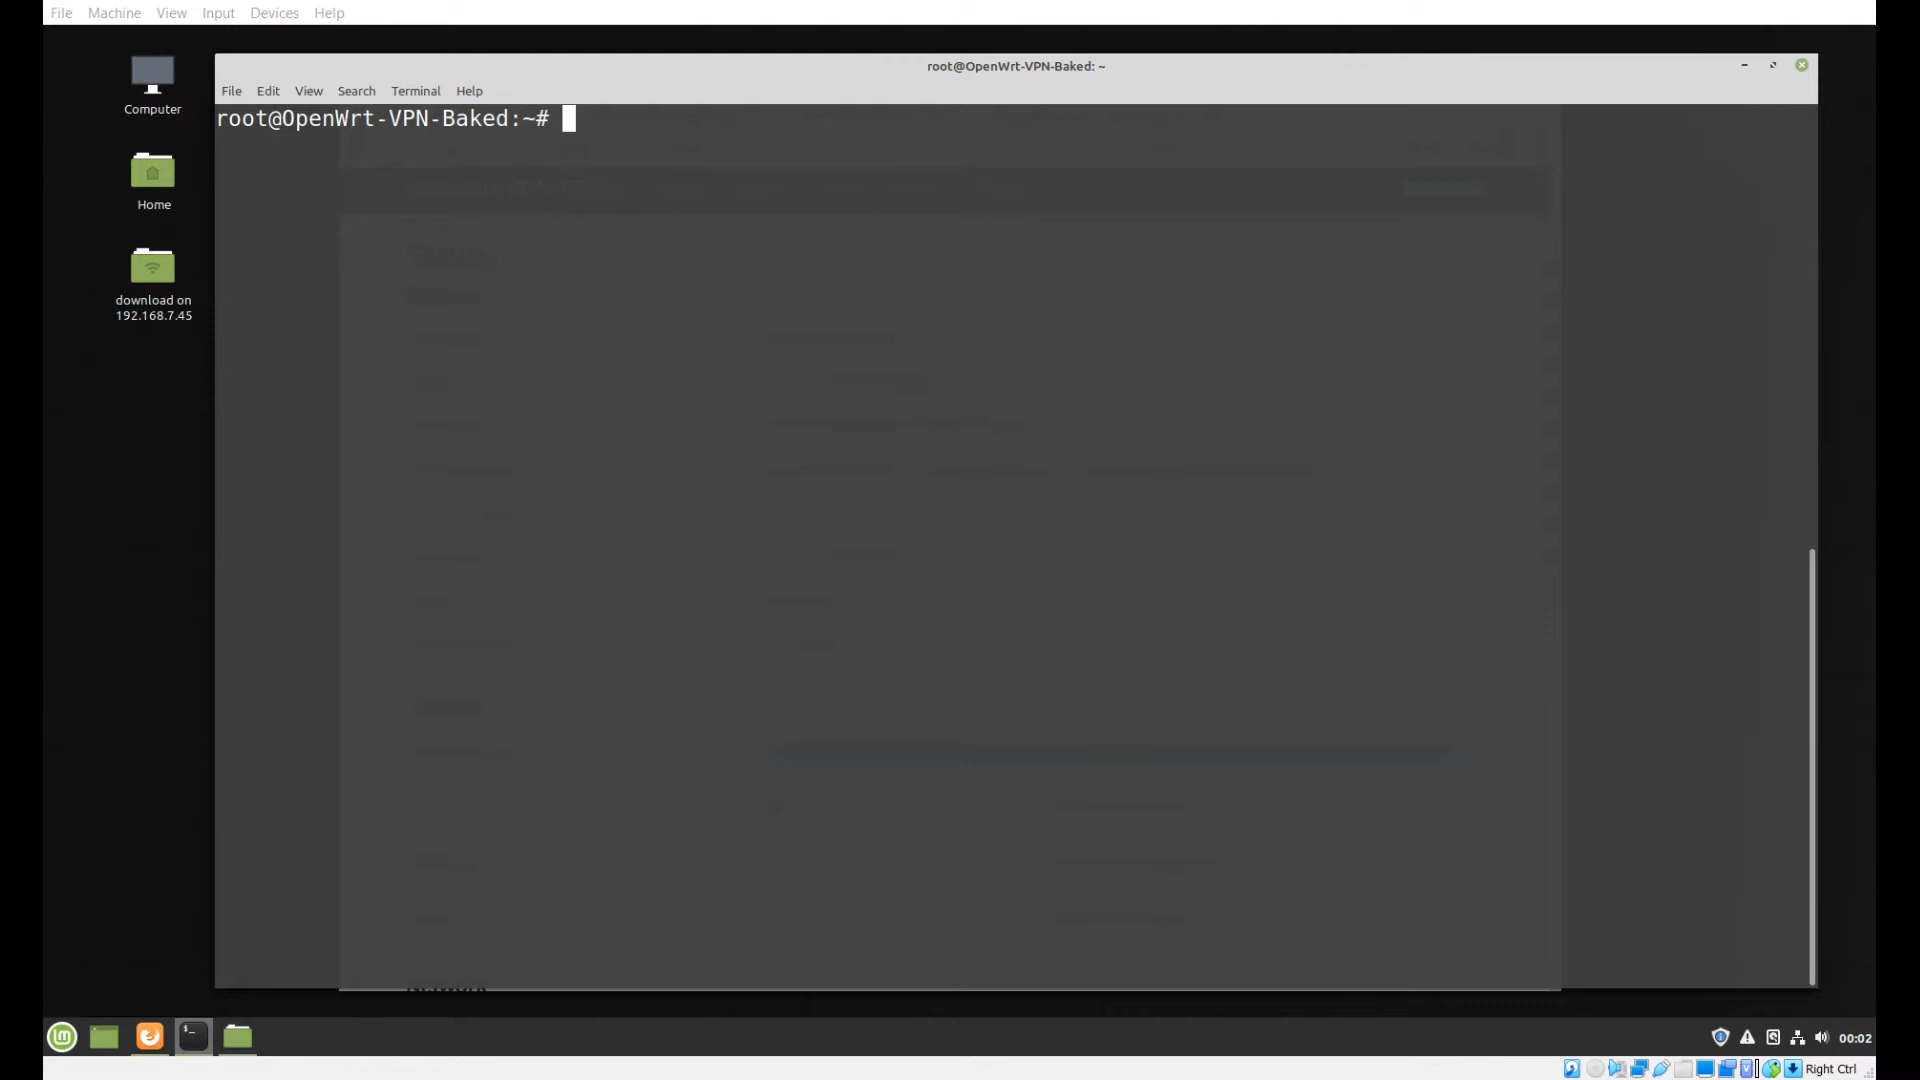 File Machine View Input Devices Help
root@OpenWrt-VPN-Baked: ~
File Edit View Search Terminal Help
root@OpenWrt-VPN-Baked:~#
Computer
Home
download on
192.168.7.45
00:02
Right Ctrl